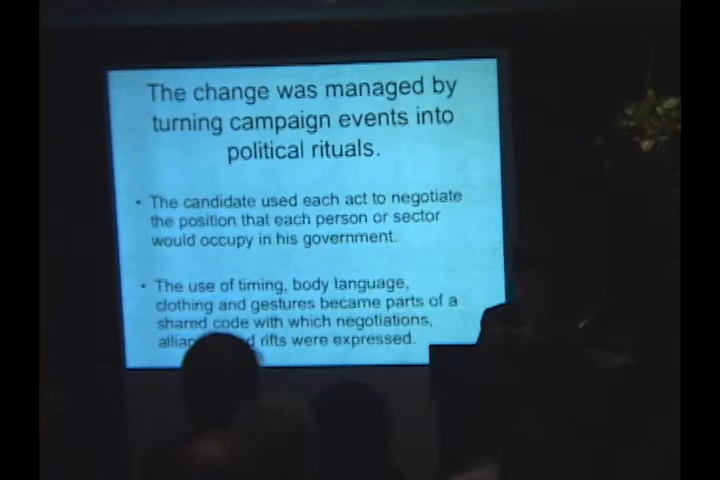 The change was managed by
turning campaign events into
political rituals.
• The candidate used each act to negotiate
the position that each person or sector
would occupy in his government.
• The use of timing, body language,
clothing and gestures became parts of a
shared code with which negotiations,
rifts were expressed.